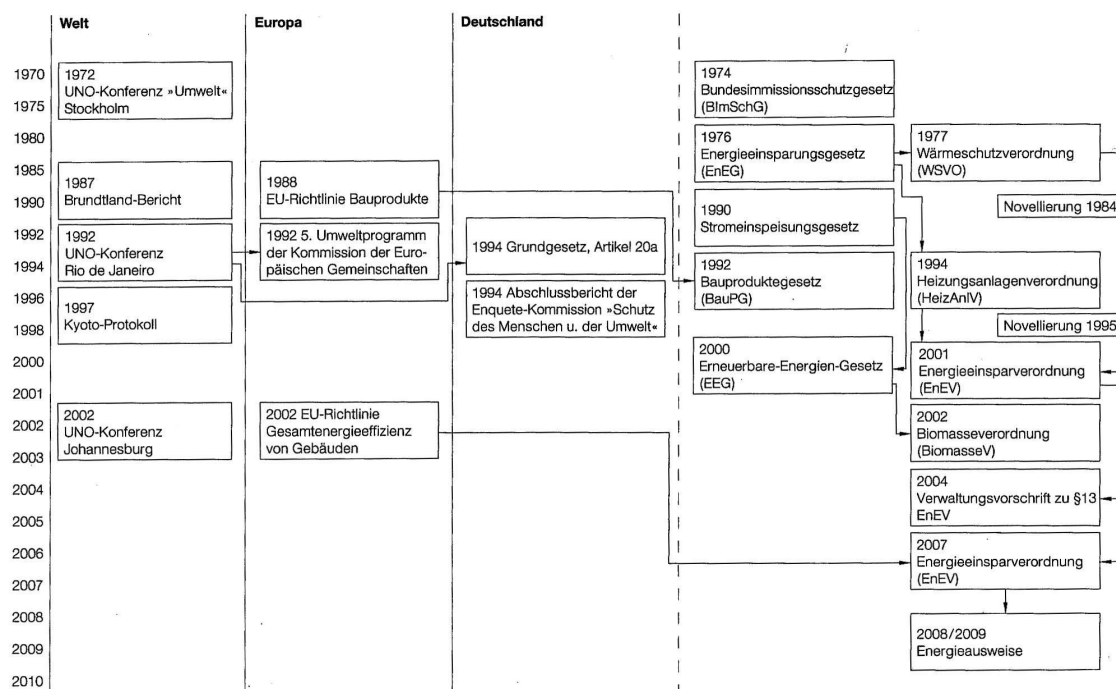 Welt
Europa
Deutschland
1970
1975
1980
1985
1990
1992
1994
1996
1998
2000
2001
2002
2003
2004
2005
2006
2007
2008
2009
2010
1972
UNO-Konferenz »Umwelt«
Stockholm
1987
Brundtland-Bericht
1992
UNO-Konferenz
Rio de Janeiro
1997
Kyoto-Protokoll
2002
UNO-Konferenz
Johannesburg
1988
EU-Richtlinie Bauprodukte
1992 5. Umweltprogramm
der Kommission der Euro-
päischen Gemeinschaften
2002 EU-Richtlinie
Gesamtenergieeffizienz
von Gebäuden
1994 Grundgesetz, Artikel 20a
1994 Abschlussbericht der
Enquete-Kommission »Schutz
des Menschen u. der Umwelt«
1974
Bundesimmissionsschutzgesetz
(BImSchG)
1976
Energieeinsparungsgesetz
(EnEG)
1990
Stromeinspeisungsgesetz
1992
Bauproduktegesetz
(BauPG)
2000
Erneuerbare-Energien-Gesetz
(EEG)
1977
Wärmeschutzverordnung
(WSVO)
Novellierung 1984
1994
Heizungsanlagenverordnung
(HeizAnlV)
Novellierung 1995
2001
Energieeinsparverordnung
(EnEV)
2002
Biomasseverordnung
(BiomasseV)
2004
Verwaltungsvorschrift zu §13
EnEV
2007
Energieeinsparverordnung
(EnEV)
2008/2009
Energieausweise